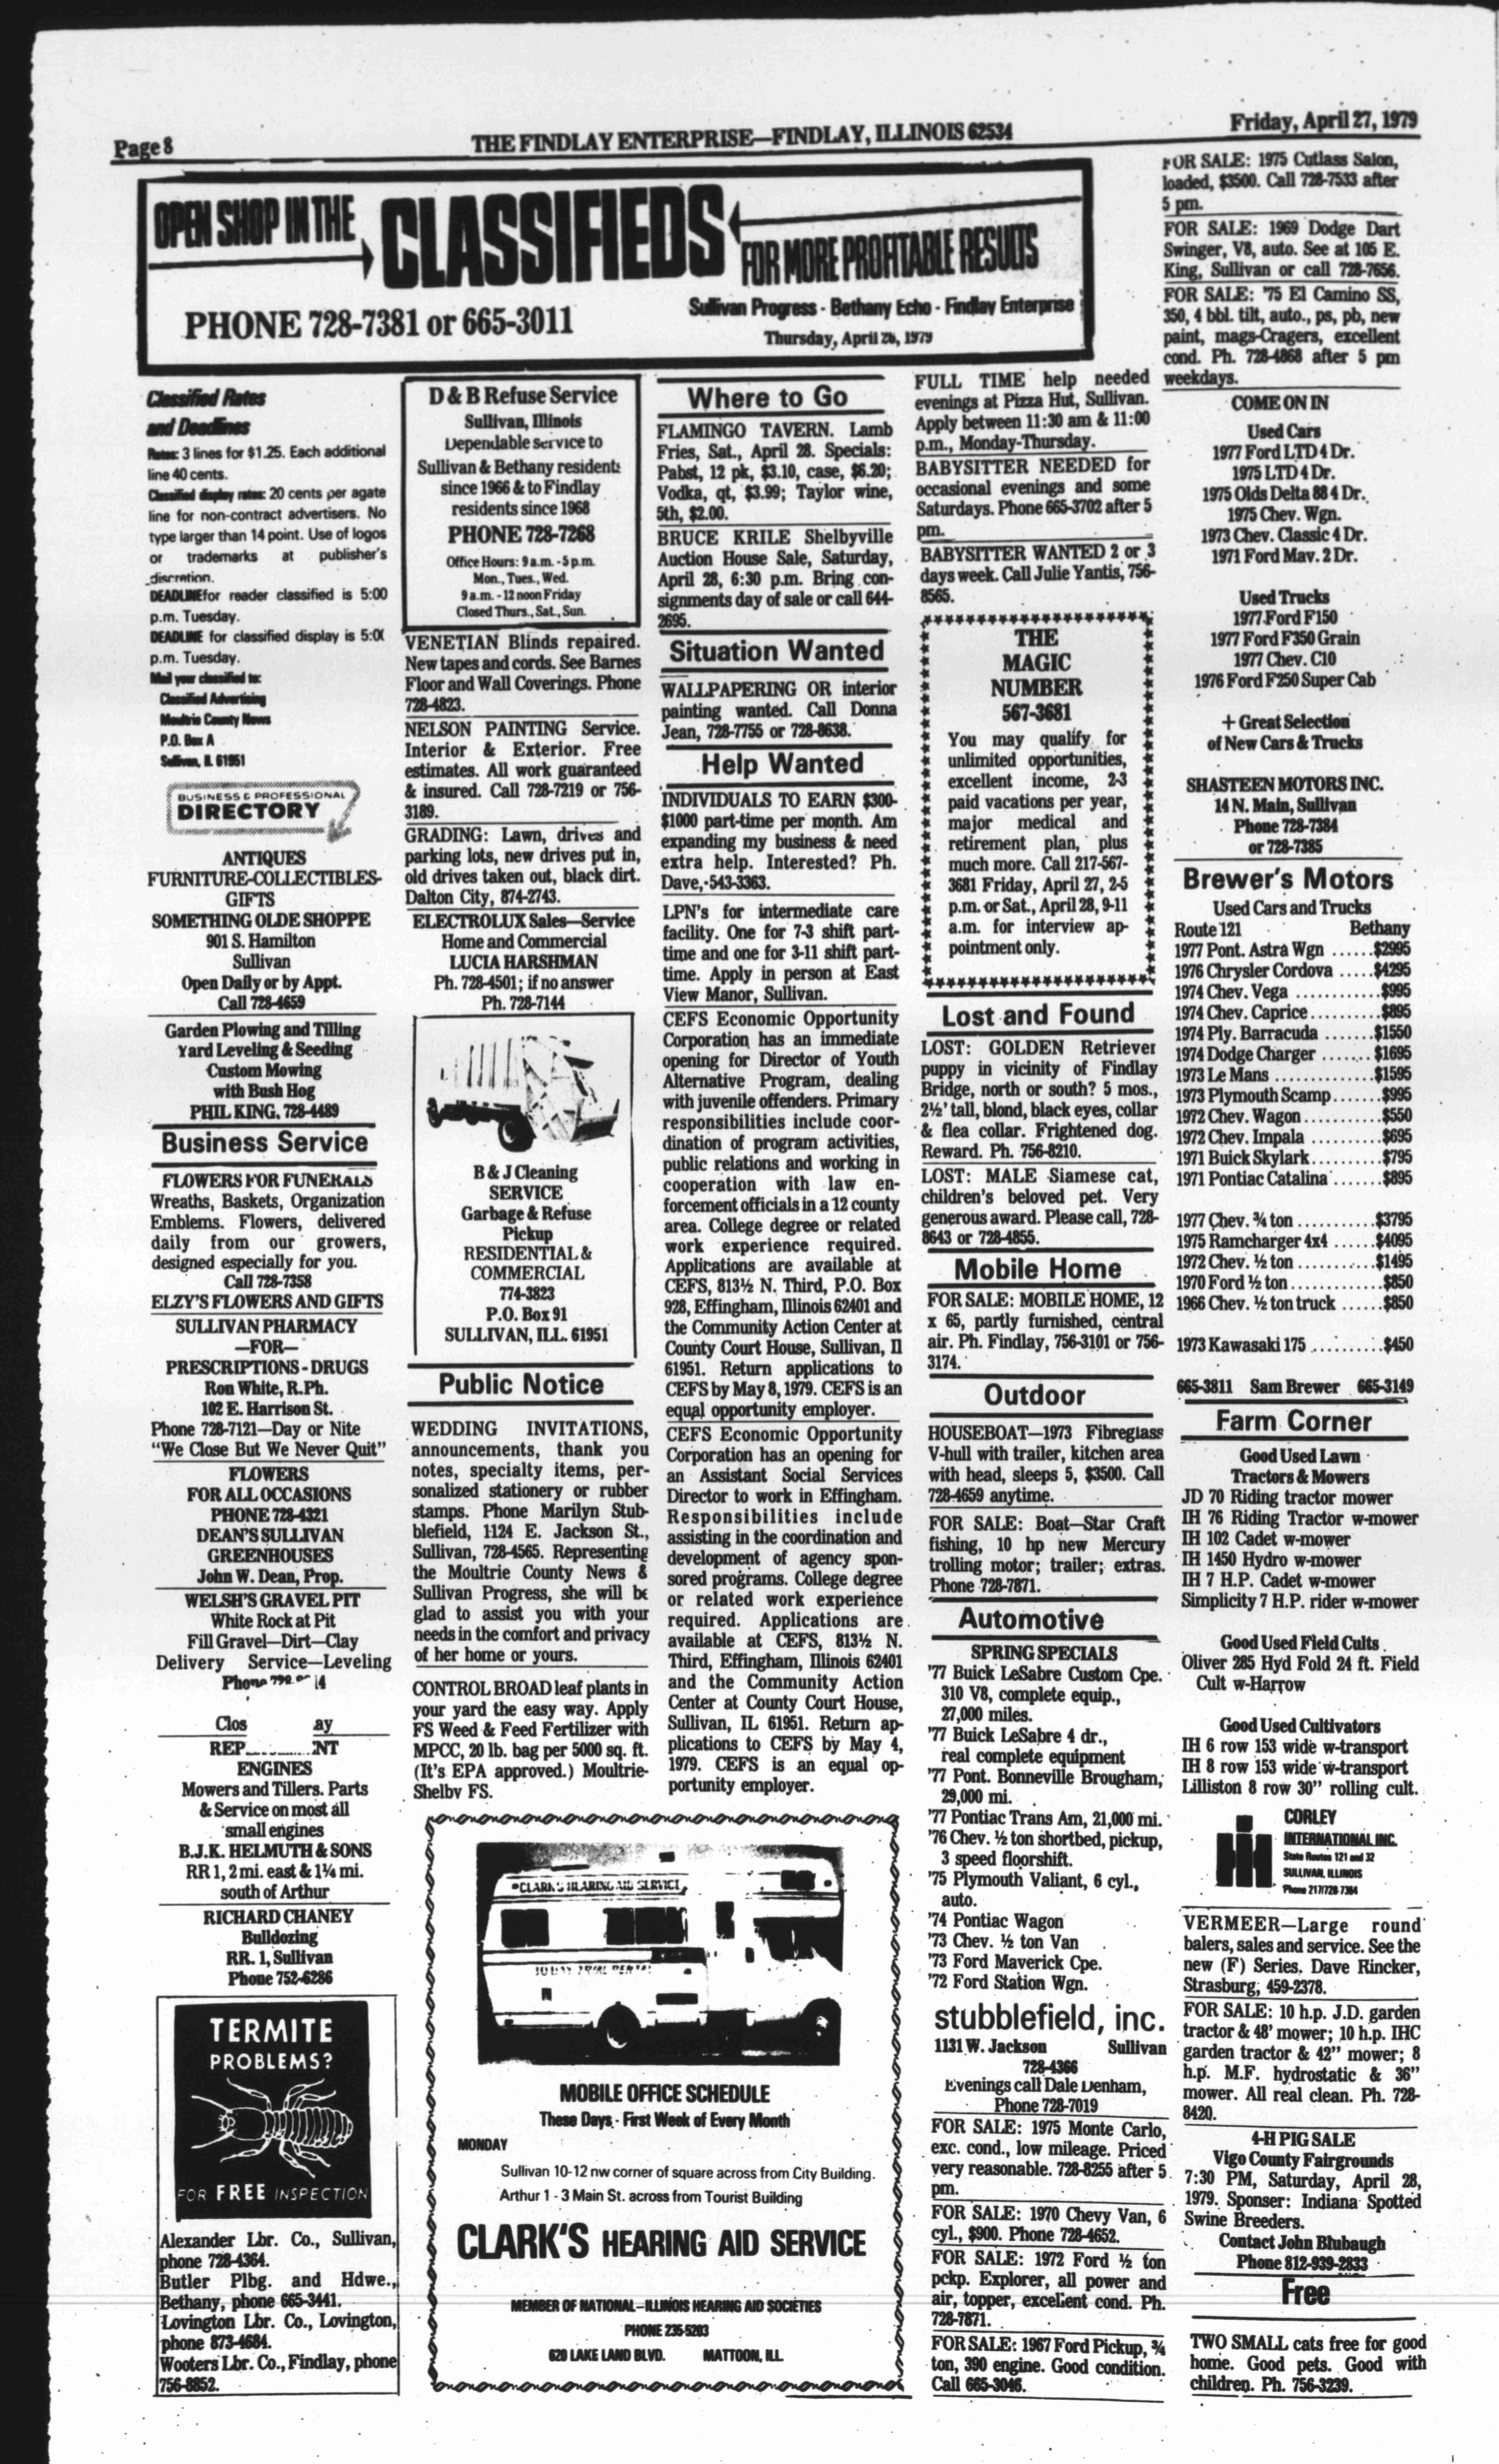 Page 8
THE FINDLAY ENTERPRISE—FINDLAY, ILLINOIS 62534
Friday, April 27, 1979
OPEN SHOP IN THE
CLASSIFIEDS
FOR MORE PROFITABLE RESULTS
PHONE 728-7381 or 665-3011
Sullivan Progress - Bethany Echo - Findlay Enterprise
Thursday, April 26, 1979
Classified Rates
and Deadlines
Rates: 3 lines for $1.25. Each additional
line 40 cents.
Classified display rates: 20 cents per agate
line for non-contract advertisers. No
type larger than 14 point. Use of logos
or trademarks at publisher's
discretion.
DEADLINE for reader classified is 5:00
p.m. Tuesday.
DEADLINE for classified display is 5:00
p.m. Tuesday.
Mail your classified to:
Classified Advertising
Moultrie County News
P.O. Box A
Sullivan, IL 61951
BUSINESS & PROFESSIONAL
DIRECTORY
ANTIQUES
FURNITURE-COLLECTIBLES-
GIFTS
SOMETHING OLDE SHOPPE
901 S. Hamilton
Sullivan
Open Daily or by Appt.
Call 728-4659
Garden Plowing and Tilling
Yard Leveling & Seeding
Custom Mowing
with Bush Hog
PHIL KING, 728-4489
Business Service
FLOWERS FOR FUNERALS
Wreaths, Baskets, Organization
Emblems. Flowers, delivered
daily from our growers,
designed especially for you.
Call 728-7358
ELZY'S FLOWERS AND GIFTS
SULLIVAN PHARMACY
—FOR—
PRESCRIPTIONS - DRUGS
Ron White, R.Ph.
102 E. Harrison St.
Phone 728-7121—Day or Nite
"We Close But We Never Quit"
FLOWERS
FOR ALL OCCASIONS
PHONE 728-4321
DEAN'S SULLIVAN
GREENHOUSES
John W. Dean, Prop.
WELSH'S GRAVEL PIT
White Rock at Pit
Fill Gravel—Dirt—Clay
Delivery Service—Leveling
Phone
Clos ay
REP NT
ENGINES
Mowers and Tillers. Parts
& Service on most all
small engines
B.J.K. HELMUTH & SONS
RR 1, 2 mi. east & 1¼ mi.
south of Arthur
RICHARD CHANEY
Bulldozing
RR. 1, Sullivan
Phone 752-6286
TERMITE
PROBLEMS?
FOR FREE INSPECTION
Alexander Lbr. Co., Sullivan,
phone 728-4364.
Butler Plbg. and Hdwe.,
Bethany, phone 665-3441.
Lovington Lbr. Co., Lovington,
phone 873-4684.
Wooters Lbr. Co., Findlay, phone
756-8852.
D & B Refuse Service
Sullivan, Illinois
Dependable Service to
Sullivan & Bethany residents
since 1966 & to Findlay
residents since 1968
PHONE 728-7268
Office Hours: 9 a.m. - 5 p.m.
Mon., Tues., Wed.
9 a.m. - 12 noon Friday
Closed Thurs., Sat., Sun.
VENETIAN Blinds repaired.
New tapes and cords. See Barnes
Floor and Wall Coverings. Phone
728-4823.
NELSON PAINTING Service.
Interior & Exterior. Free
estimates. All work guaranteed
& insured. Call 728-7219 or 756-
3189.
GRADING: Lawn, drives and
parking lots, new drives put in,
old drives taken out, black dirt.
Dalton City, 874-2743.
ELECTROLUX Sales—Service
Home and Commercial
LUCIA HARSHMAN
Ph. 728-4501; if no answer
Ph. 728-7144
B & J Cleaning
SERVICE
Garbage & Refuse
Pickup
RESIDENTIAL &
COMMERCIAL
774-3823
P.O. Box 91
SULLIVAN, ILL. 61951
Public Notice
WEDDING INVITATIONS,
announcements, thank you
notes, specialty items, per-
sonalized stationery or rubber
stamps. Phone Marilyn Stub-
blefield, 1124 E. Jackson St.,
Sullivan, 728-4565. Representing
the Moultrie County News &
Sullivan Progress, she will be
glad to assist you with your
needs in the comfort and privacy
of her home or yours.
CONTROL BROAD leaf plants in
your yard the easy way. Apply
FS Weed & Feed Fertilizer with
MPCC, 20 lb. bag per 5000 sq. ft.
(It's EPA approved.) Moultrie-
Shelby FS.
Where to Go
FLAMINGO TAVERN. Lamb
Fries, Sat., April 28. Specials:
Pabst, 12 pk, $3.10, case, $6.20;
Vodka, qt, $3.99; Taylor wine,
5th, $2.00.
BRUCE KRILE Shelbyville
Auction House Sale, Saturday,
April 28, 6:30 p.m. Bring con-
signments day of sale or call 644-
2695.
Situation Wanted
WALLPAPERING OR interior
painting wanted. Call Donna
Jean, 728-7755 or 728-8638.
Help Wanted
INDIVIDUALS TO EARN $300-
$1000 part-time per month. Am
expanding my business & need
extra help. Interested? Ph.
Dave, 543-3363.
LPN's for intermediate care
facility. One for 7-3 shift part-
time and one for 3-11 shift part-
time. Apply in person at East
View Manor, Sullivan.
CEFS Economic Opportunity
Corporation has an immediate
opening for Director of Youth
Alternative Program, dealing
with juvenile offenders. Primary
responsibilities include coor-
dination of program activities,
public relations and working in
cooperation with law en-
forcement officials in a 12 county
area. College degree or related
work experience required.
Applications are available at
CEFS, 813½ N. Third, P.O. Box
928, Effingham, Illinois 62401 and
the Community Action Center at
County Court House, Sullivan, Il
61951. Return applications to
CEFS by May 8, 1979. CEFS is an
equal opportunity employer.
CEFS Economic Opportunity
Corporation has an opening for
an Assistant Social Services
Director to work in Effingham.
Responsibilities include
assisting in the coordination and
development of agency spon-
sored programs. College degree
or related work experience
required. Applications are
available at CEFS, 813½ N.
Third, Effingham, Illinois 62401
and the Community Action
Center at County Court House,
Sullivan, IL 61951. Return ap-
plications to CEFS by May 4,
1979. CEFS is an equal op-
portunity employer.
CLARK'S HEARING AID SERVICE
MOBILE OFFICE SCHEDULE
These Days - First Week of Every Month
MONDAY
Sullivan 10-12 nw corner of square across from City Building.
Arthur 1 - 3 Main St. across from Tourist Building
CLARK'S HEARING AID SERVICE
MEMBER OF NATIONAL—ILLINOIS HEARING AID SOCIETIES
PHONE 235-5203
620 LAKE LAND BLVD. MATTOON, ILL.
FULL TIME help needed
evenings at Pizza Hut, Sullivan.
Apply between 11:30 am & 11:00
p.m., Monday-Thursday.
BABYSITTER NEEDED for
occasional evenings and some
Saturdays. Phone 665-3702 after 5
pm.
BABYSITTER WANTED 2 or 3
days week. Call Julie Yantis, 756-
8565.
THE
MAGIC
NUMBER
567-3681
You may qualify for
unlimited opportunities,
excellent income, 2-3
paid vacations per year,
major medical and
retirement plan, plus
much more. Call 217-567-
3681 Friday, April 27, 2-5
p.m. or Sat., April 28, 9-11
a.m. for interview ap-
pointment only.
Lost and Found
LOST: GOLDEN Retriever
puppy in vicinity of Findlay
Bridge, north or south? 5 mos.,
2½' tall, blond, black eyes, collar
& flea collar. Frightened dog.
Reward. Ph. 756-8210.
LOST: MALE Siamese cat,
children's beloved pet. Very
generous award. Please call, 728-
8643 or 728-4855.
Mobile Home
FOR SALE: MOBILE HOME, 12
x 65, partly furnished, central
air. Ph. Findlay, 756-3101 or 756-
3174.
Outdoor
HOUSEBOAT—1973 Fibreglass
V-hull with trailer, kitchen area
with head, sleeps 5, $3500. Call
728-4659 anytime.
FOR SALE: Boat—Star Craft
fishing, 10 hp new Mercury
trolling motor; trailer; extras.
Phone 728-7871.
Automotive
SPRING SPECIALS
'77 Buick LeSabre Custom Cpe.
310 V8, complete equip.,
27,000 miles.
'77 Buick LeSabre 4 dr.,
real complete equipment
'77 Pont. Bonneville Brougham,
29,000 mi.
'77 Pontiac Trans Am, 21,000 mi.
'76 Chev. ½ ton shortbed, pickup,
3 speed floorshift.
'75 Plymouth Valiant, 6 cyl.,
auto.
'74 Pontiac Wagon
'73 Chev. ½ ton Van
'73 Ford Maverick Cpe.
'72 Ford Station Wgn.
stubblefield, inc.
1131 W. Jackson Sullivan
728-4366
Evenings call Dale Denham,
Phone 728-7019
FOR SALE: 1975 Monte Carlo,
exc. cond., low mileage. Priced
very reasonable. 728-8255 after 5
pm.
FOR SALE: 1970 Chevy Van, 6
cyl., $900. Phone 728-4652.
FOR SALE: 1972 Ford ½ ton
pckp. Explorer, all power and
air, topper, excellent cond. Ph.
728-7871.
FOR SALE: 1967 Ford Pickup, ¾
ton, 390 engine. Good condition.
Call 665-3046.
FOR SALE: 1975 Cutlass Salon,
loaded, $3500. Call 728-7533 after
5 pm.
FOR SALE: 1969 Dodge Dart
Swinger, V8, auto. See at 105 E.
King, Sullivan or call 728-7656.
FOR SALE: '75 El Camino SS,
350, 4 bbl. tilt, auto., ps, pb, new
paint, mags-Cragers, excellent
cond. Ph. 728-4868 after 5 pm
weekdays.
COME ON IN
Used Cars
1977 Ford LTD 4 Dr.
1975 LTD 4 Dr.
1975 Olds Delta 88 4 Dr.
1975 Chev. Wgn.
1973 Chev. Classic 4 Dr.
1971 Ford Mav. 2 Dr.
Used Trucks
1977 Ford F150
1977 Ford F350 Grain
1977 Chev. C10
1976 Ford F250 Super Cab
+ Great Selection
of New Cars & Trucks
SHASTEEN MOTORS INC.
14 N. Main, Sullivan
Phone 728-7384
or 728-7385
Brewer's Motors
Used Cars and Trucks
Route 121 Bethany
1977 Pont. Astra Wgn ......$2995
1976 Chrysler Cordova .....$4295
1974 Chev. Vega ............$995
1974 Chev. Caprice..........$895
1974 Ply. Barracuda .......$1550
1974 Dodge Charger .......$1695
1973 Le Mans ..............$1595
1973 Plymouth Scamp.......$995
1972 Chev. Wagon...........$550
1972 Chev. Impala ..........$695
1971 Buick Skylark..........$795
1971 Pontiac Catalina.......$895
1977 Chev. ¾ ton ...........$3795
1975 Ramcharger 4x4 ......$4095
1972 Chev. ½ ton ...........$1495
1970 Ford ½ ton.............$850
1966 Chev. ½ ton truck ......$850
1973 Kawasaki 175 ..........$450
665-3811 Sam Brewer 665-3149
Farm Corner
Good Used Lawn
Tractors & Mowers
JD 70 Riding tractor mower
IH 76 Riding Tractor w-mower
IH 102 Cadet w-mower
IH 1450 Hydro w-mower
IH 7 H.P. Cadet w-mower
Simplicity 7 H.P. rider w-mower
Good Used Field Cults
Oliver 285 Hyd Fold 24 ft. Field
Cult w-Harrow
Good Used Cultivators
IH 6 row 153 wide w-transport
IH 8 row 153 wide w-transport
Lilliston 8 row 30" rolling cult.
CORLEY
INTERNATIONAL INC.
State Routes 121 and 32
SULLIVAN, ILLINOIS
Phone 217/728-7384
VERMEER—Large round
balers, sales and service. See the
new (F) Series. Dave Rincker,
Strasburg, 459-2378.
FOR SALE: 10 h.p. J.D. garden
tractor & 48' mower; 10 h.p. IHC
garden tractor & 42" mower; 8
h.p. M.F. hydrostatic & 36"
mower. All real clean. Ph. 728-
8420.
4-H PIG SALE
Vigo County Fairgrounds
7:30 PM, Saturday, April 28,
1979. Sponser: Indiana Spotted
Swine Breeders.
Contact John Blubaugh
Phone 812-939-2833
Free
TWO SMALL cats free for good
home. Good pets. Good with
children. Ph. 756-3239.